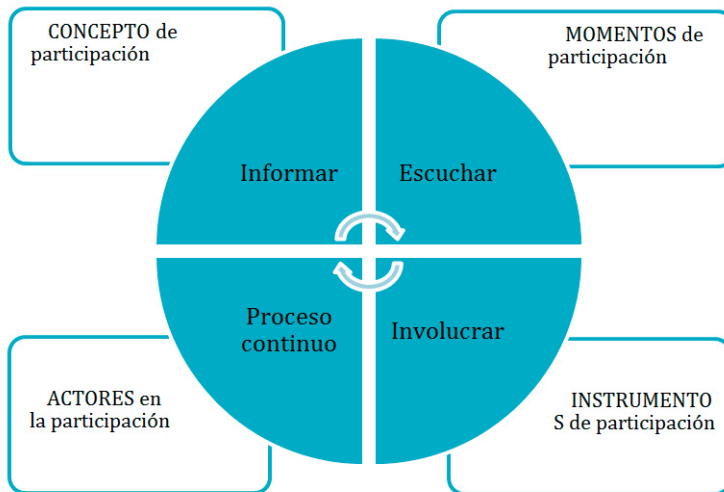 CONCEPTO de
participación
MOMENTOS de
participación
Informar
Escuchar
Proceso
continuo
Involucrar
ACTORES en
la participación
INSTRUMENTO
S de participación